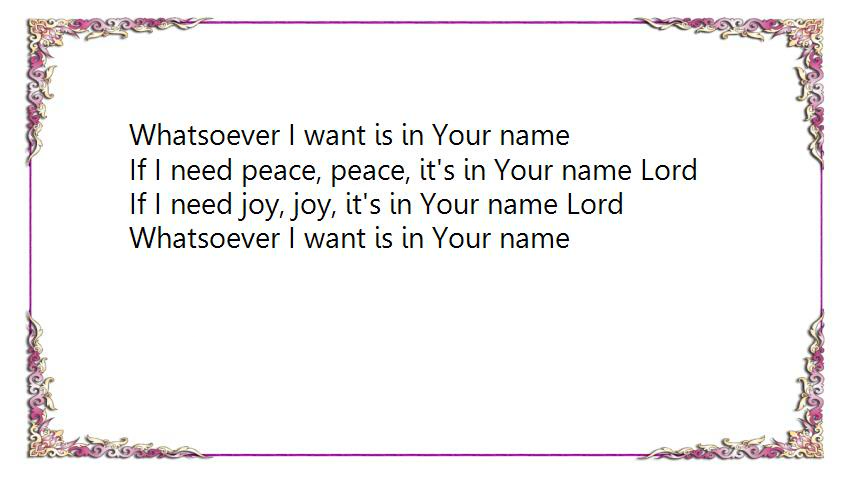 Whatsoever I want is in Your name
If I need peace, peace, it's in Your name Lord
If I need joy, joy, it's in Your name Lord
Whatsoever I want is in Your name